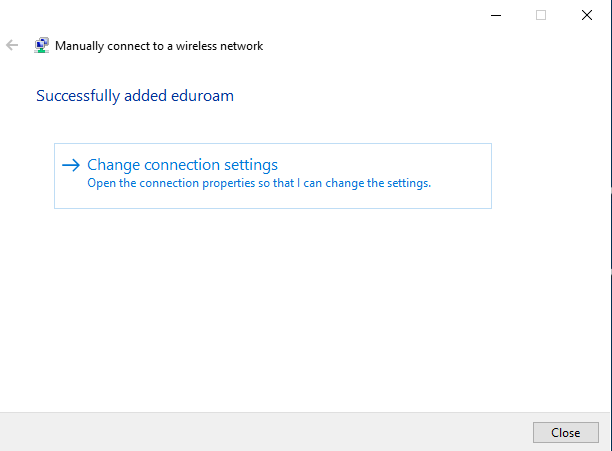 Manually connect to a wireless network
Successfully added eduroam
Change connection settings
Open the connection properties so that I can change the settings.
Close